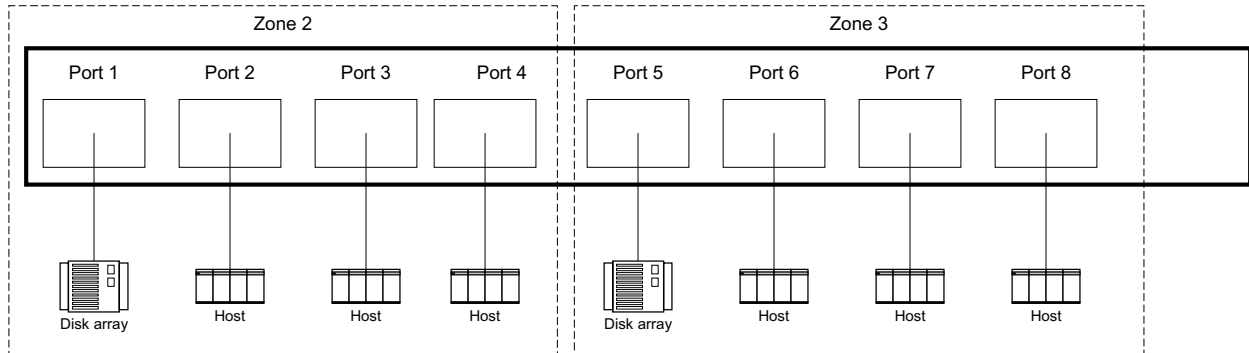 Zone 2
Zone 3
Port 1
Port 2
Port 3
Port 4
Port 5
Port 6
Port 7
Port 8
Disk array
Host
Host
Host
Disk array
Host
Host
Host